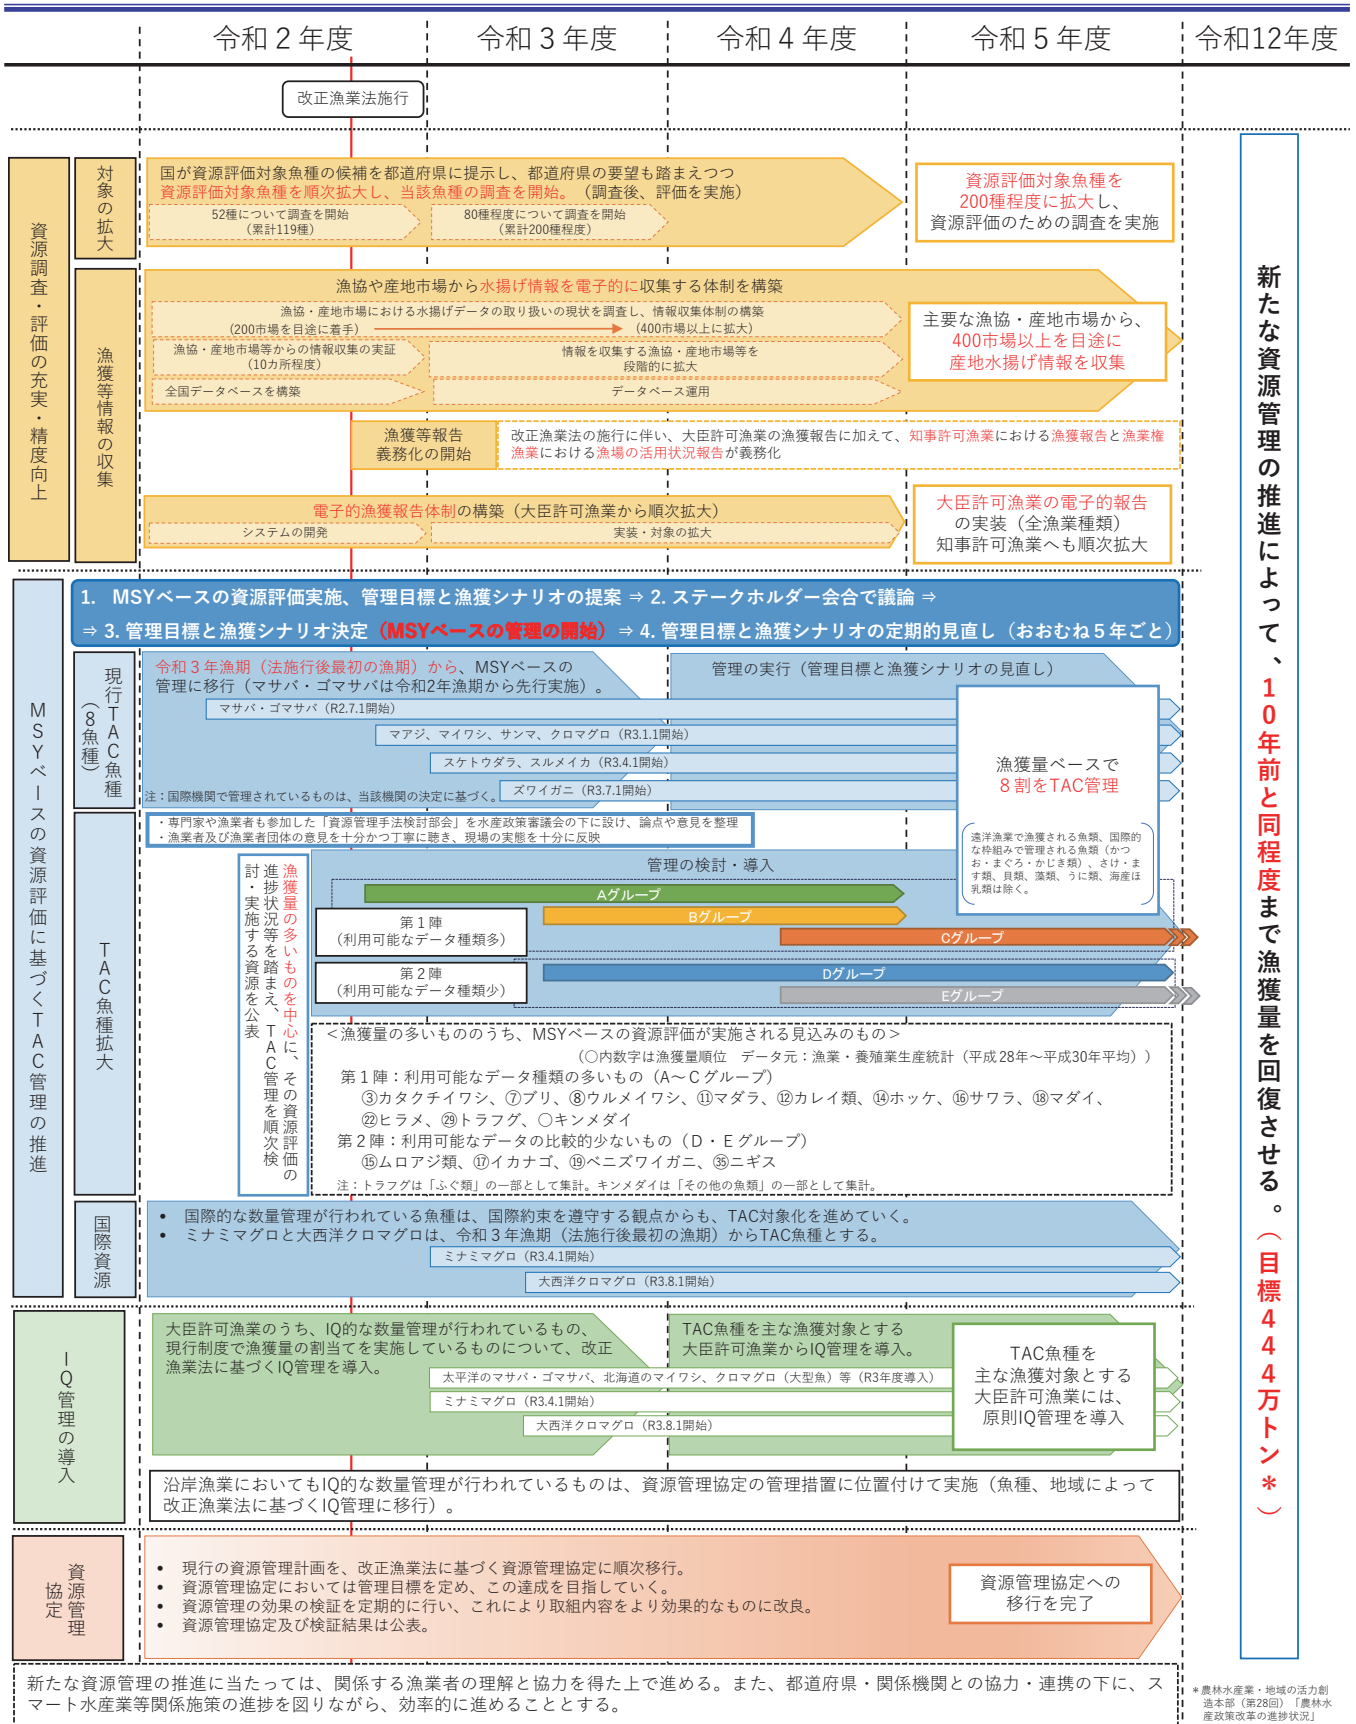 令和２年度
令和３年度
令和４年度
令和５年度
令和12年度
改正漁業法施行
資源調査・評価の充実・精度向上
対象の拡大
国が資源評価対象魚種の候補を都道府県に提示し、都道府県の要望も踏まえつつ
資源評価対象魚種を順次拡大し、当該魚種の調査を開始。（調査後、評価を実施）
52種について調査を開始
（累計119種）
80種程度について調査を開始
（累計200種程度）
資源評価対象魚種を
200種程度に拡大し、
資源評価のための調査を実施
漁獲等情報の収集
漁協や産地市場から水揚げ情報を電子的に収集する体制を構築
漁協・産地市場における水揚げデータの取り扱いの現状を調査し、情報収集体制の構築
（200市場を目途に着手）
（400市場以上に拡大）
漁協・産地市場等からの情報収集の実証
（10カ所程度）
情報を収集する漁協・産地市場等を
段階的に拡大
全国データベースを構築
データベース運用
主要な漁協・産地市場から、
400市場以上を目途に
産地水揚げ情報を収集
漁獲等報告
義務化の開始
改正漁業法の施行に伴い、大臣許可漁業の漁獲報告に加えて、知事許可漁業における漁獲報告と漁業権
漁業における漁場の活用状況報告が義務化
電子的漁獲報告体制の構築（大臣許可漁業から順次拡大）
システムの開発
実装・対象の拡大
大臣許可漁業の電子的報告
の実装（全漁業種類）
知事許可漁業へも順次拡大
MSYベースの資源評価に基づくTAC管理の推進
1. MSYベースの資源評価実施、管理目標と漁獲シナリオの提案 ⇒ 2. ステークホルダー会合で議論 ⇒
⇒ 3. 管理目標と漁獲シナリオ決定（MSYベースの管理の開始）⇒ 4. 管理目標と漁獲シナリオの定期的見直し（おおむね５年ごと）
現行TAC魚種
（8魚種）
令和３年漁期（法施行後最初の漁期）から、MSYベースの
管理に移行（マサバ・ゴマサバは令和2年漁期から先行実施）。
管理の実行（管理目標と漁獲シナリオの見直し）
マサバ・ゴマサバ（R2.7.1開始）
マアジ、マイワシ、サンマ、クロマグロ（R3.1.1開始）
スケトウダラ、スルメイカ（R3.4.1開始）
ズワイガニ（R3.7.1開始）
注：国際機関で管理されているものは、当該機関の決定に基づく。
漁獲量ベースで
８割をTAC管理
遠洋漁業で漁獲される魚類、国際的
な枠組みで管理される魚類（かつ
お・まぐろ・かじき類）、さけ・ま
す類、貝類、藻類、うに類、海産ほ
乳類は除く。
TAC魚種拡大
・専門家や漁業者も参加した「資源管理手法検討部会」を水産政策審議会の下に設け、論点や意見を整理
・漁業者及び漁業者団体の意見を十分かつ丁寧に聴き、現場の実態を十分に反映
漁獲量の多いものを中心に、その資源評価の
進捗状況等を踏まえ、TAC管理を順次検
討・実施する資源を公表
管理の検討・導入
Aグループ
第１陣
（利用可能なデータ種類多）
Bグループ
Cグループ
第２陣
（利用可能なデータ種類少）
Dグループ
Eグループ
＜漁獲量の多いもののうち、MSYベースの資源評価が実施される見込みのもの＞
（○内数字は漁獲量順位　データ元：漁業・養殖業生産統計（平成28年～平成30年平均））
第１陣：利用可能なデータ種類の多いもの（A～Ｃグループ）
③カタクチイワシ、⑦ブリ、⑧ウルメイワシ、⑪マダラ、⑫カレイ類、⑭ホッケ、⑯サワラ、⑱マダイ、
㉒ヒラメ、㉙トラフグ、○キンメダイ
第２陣：利用可能なデータの比較的少ないもの（Ｄ・Ｅグループ）
⑮ムロアジ類、⑰イカナゴ、⑲ベニズワイガニ、㉟ニギス
注：トラフグは「ふぐ類」の一部として集計。キンメダイは「その他の魚類」の一部として集計。
国際資源
• 国際的な数量管理が行われている魚種は、国際約束を遵守する観点からも、TAC対象化を進めていく。
• ミナミマグロと大西洋クロマグロは、令和３年漁期（法施行後最初の漁期）からTAC魚種とする。
ミナミマグロ（R3.4.1開始）
大西洋クロマグロ（R3.8.1開始）
IQ管理の導入
大臣許可漁業のうち、IQ的な数量管理が行われているもの、
現行制度で漁獲量の割当てを実施しているものについて、改正
漁業法に基づくIQ管理を導入。
TAC魚種を主な漁獲対象とする
大臣許可漁業からIQ管理を導入。
太平洋のマサバ・ゴマサバ、北海道のマイワシ、クロマグロ（大型魚）等（R3年度導入）
ミナミマグロ（R3.4.1開始）
大西洋クロマグロ（R3.8.1開始）
TAC魚種を
主な漁獲対象とする
大臣許可漁業には、
原則IQ管理を導入
沿岸漁業においてもIQ的な数量管理が行われているものは、資源管理協定の管理措置に位置付けて実施（魚種、地域によって
改正漁業法に基づくIQ管理に移行）。
資源管理
協定
• 現行の資源管理計画を、改正漁業法に基づく資源管理協定に順次移行。
• 資源管理協定においては管理目標を定め、この達成を目指していく。
• 資源管理の効果の検証を定期的に行い、これにより取組内容をより効果的なものに改良。
• 資源管理協定及び検証結果は公表。
資源管理協定への
移行を完了
新たな資源管理の推進に当たっては、関係する漁業者の理解と協力を得た上で進める。また、都道府県・関係機関との協力・連携の下に、ス
マート水産業等関係施策の進捗を図りながら、効率的に進めることとする。
新たな資源管理の推進によって、10年前と同程度まで漁獲量を回復させる。（目標444万トン＊）
＊農林水産業・地域の活力創
造本部（第28回）「農林水
産政策改革の進捗状況」